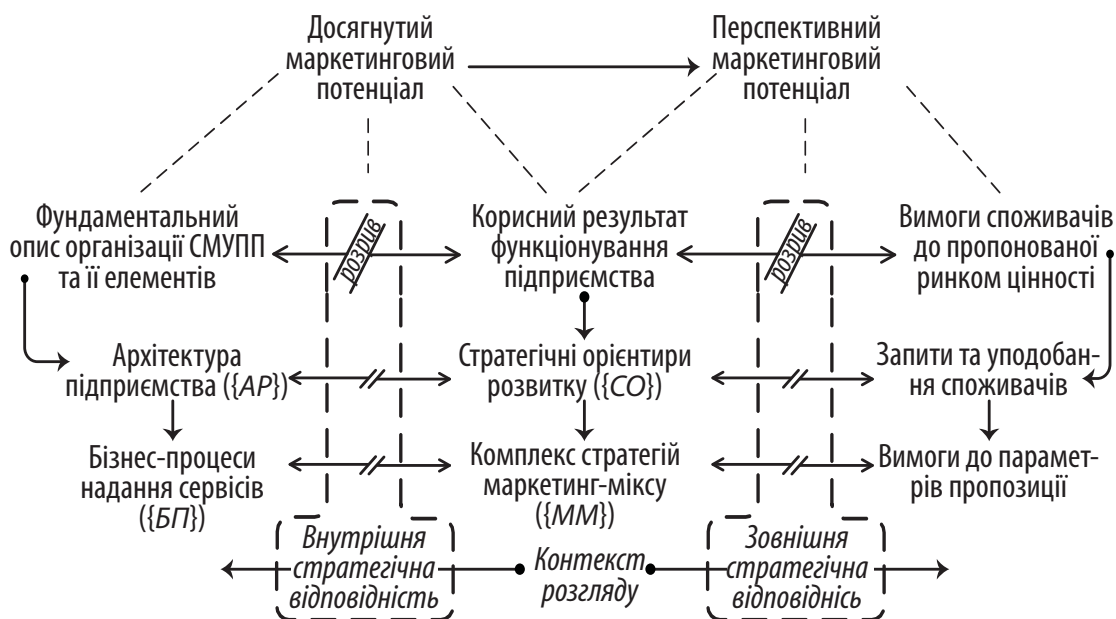 Досягнутий
маркетинговий
потенціал
Перспективний
маркетинговий
потенціал
Фундаментальний
опис організації СМУПП
та її елементів
розрив
Корисний результат
функціонування
підприємства
розрив
Вимоги споживачів
до пропонованої
ринком цінності
Архітектура
підприємства ({АР})
Стратегічні орієнтири
розвитку ({СО})
Запити та уподобан-
ня споживачів
Бізнес-процеси
надання сервісів
({БП})
Комплекс стратегій
маркетинг-міксу
({ММ})
Вимоги до парамет-
рів пропозиції
Внутрішня
стратегічна
відповідність
Контекст
розгляду
Зовнішня
стратегічна
відповідніcь